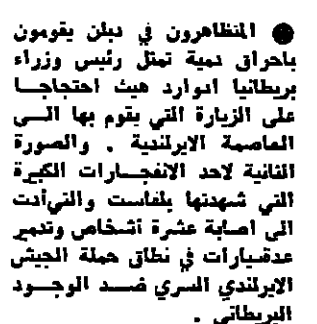 ● المتظاهرون في دبلن يقومون
باحراق دمية تمثل رئيس وزراء
بريطانيا ادوارد هيث احتجاجا
على الزيارة التي يقوم بها الى
العاصمة الايرلندية . والصورة
الثانية لاحد الانفجارات الكبيرة
التي شهدتها بلفاست والتي أدت
الى اصابة عشرة أشخاص وتدمير
عدة سيارات في نطاق حملة الجيش
الايرلندي السري ضد الوجود
البريطاني .